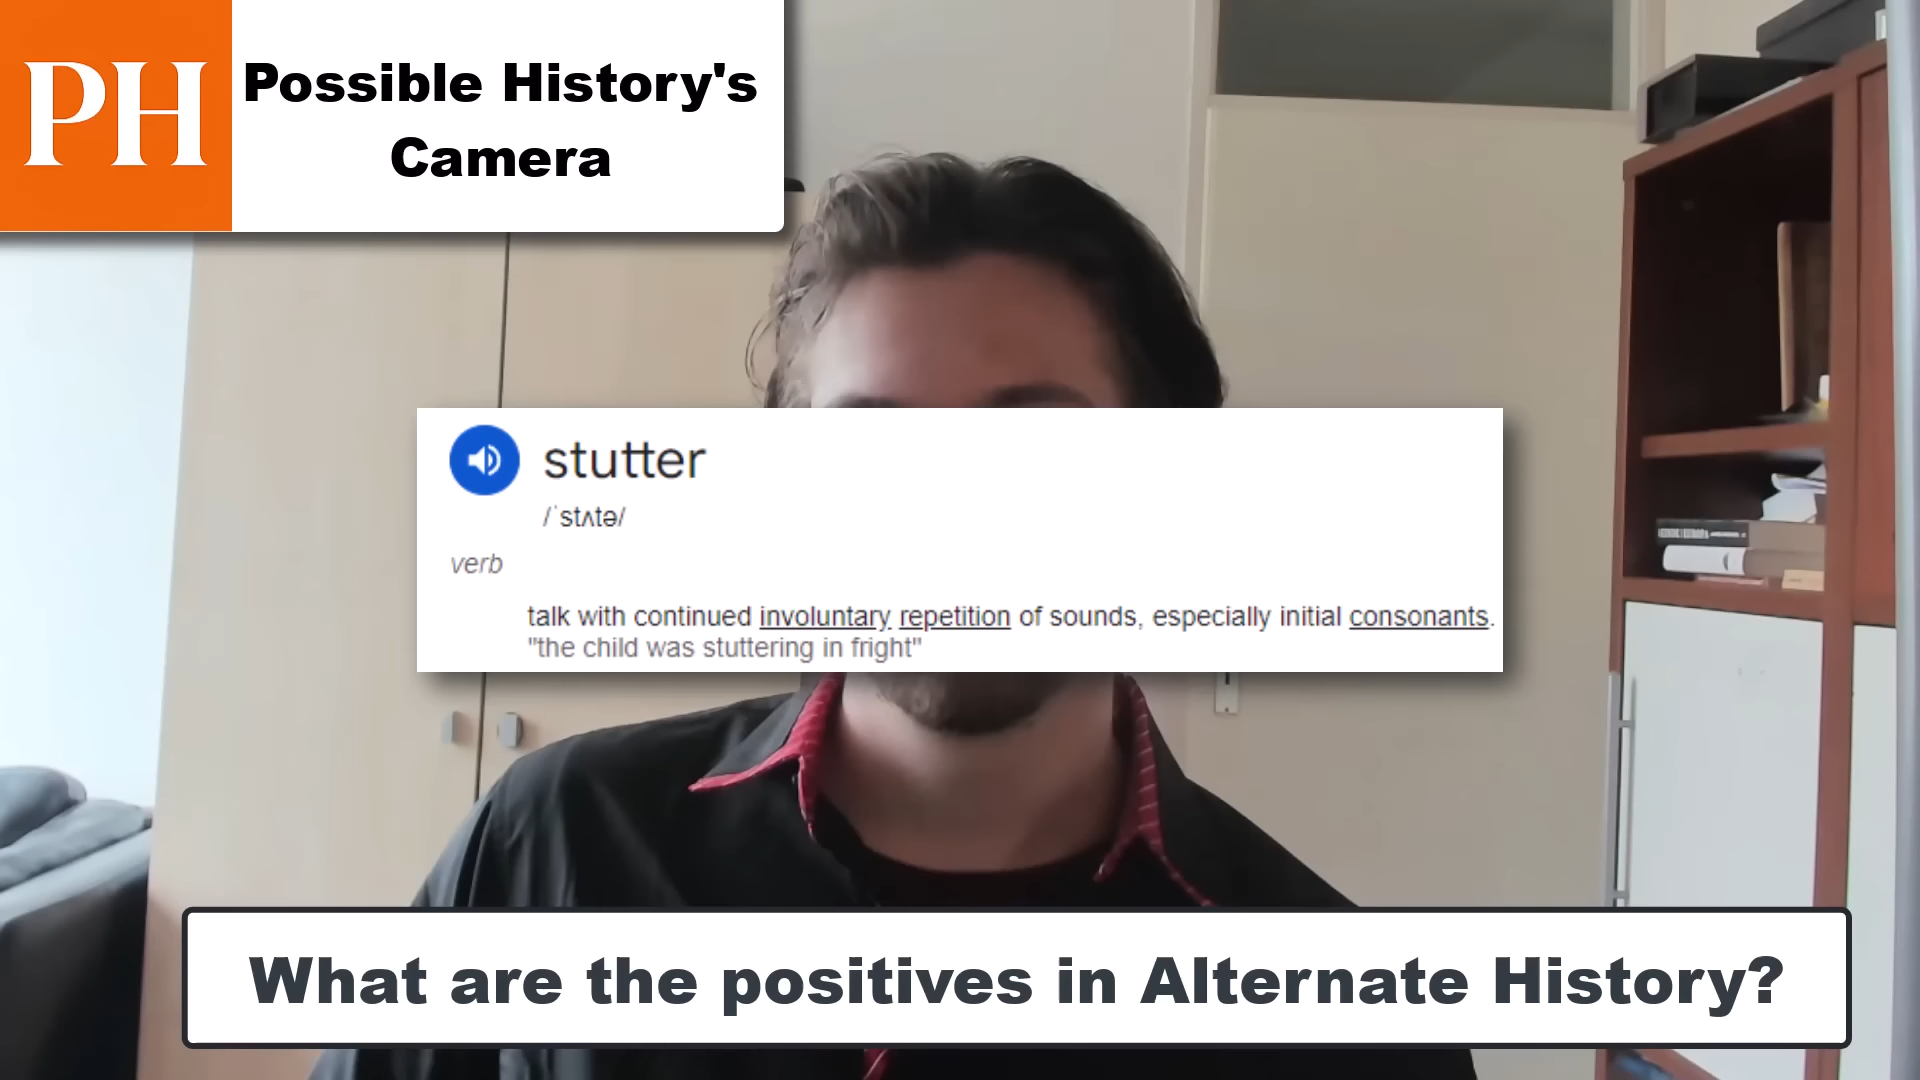 PH
Possible History's
Camera
stutter
/ˈstʌtə/
verb
talk with continued involuntary repetition of sounds, especially initial consonants.
"the child was stuttering in fright"
What are the positives in Alternate History?